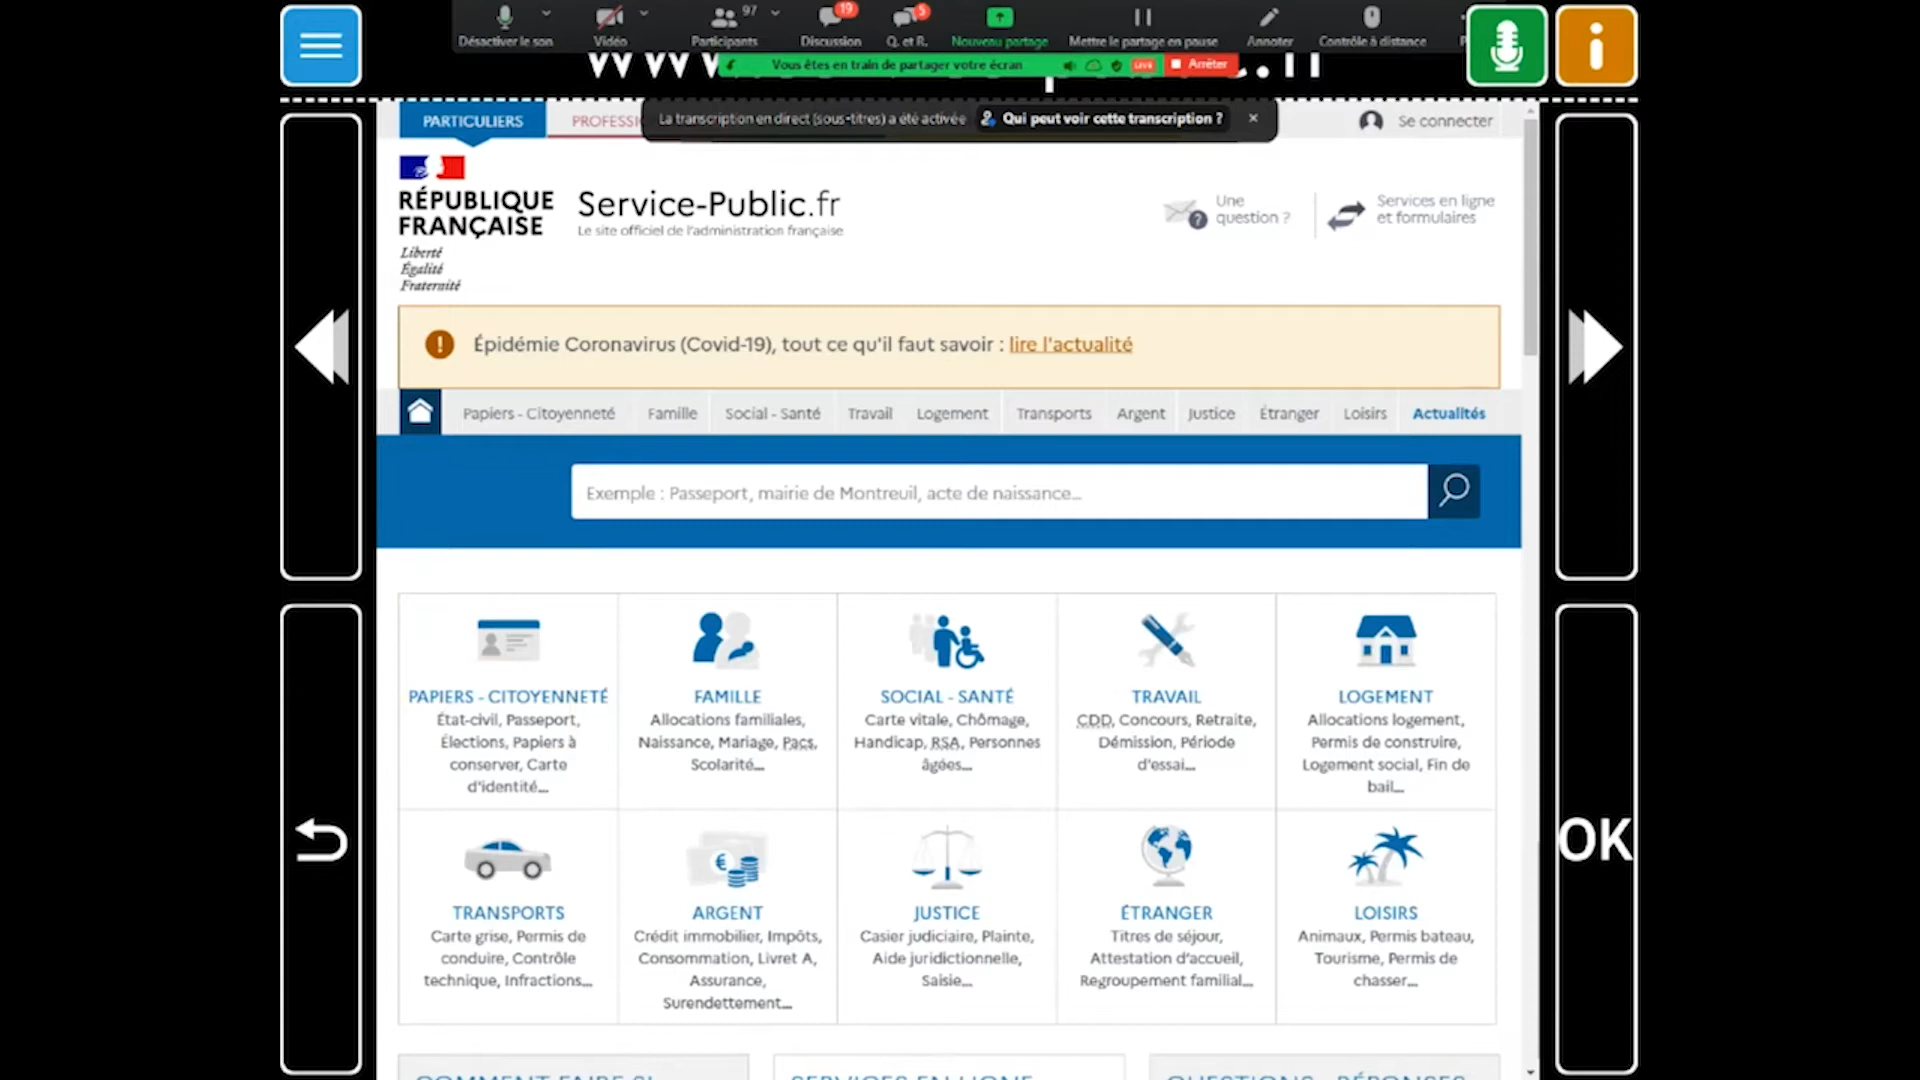 97
19
5
Désactiver le son
Vidéo
Participants
Discussion
Q. et R.
Nouveau partage
Mettre le partage en pause
Annoter
Contrôle à distance
Vous êtes en train de partager votre écran
LIVE
Arrêter
La transcription en direct (sous-titres) a été activée
Qui peut voir cette transcription ?
PARTICULIERS
Se connecter
RÉPUBLIQUE
FRANÇAISE
Liberté
Égalité
Fraternité
Service-Public.fr
Le site officiel de l'administration française
Une
question ?
Services en ligne
et formulaires
Épidémie Coronavirus (Covid-19), tout ce qu'il faut savoir : lire l'actualité
Papiers - Citoyenneté
Famille
Social - Santé
Travail
Logement
Transports
Argent
Justice
Étranger
Loisirs
Actualités
Exemple : Passeport, mairie de Montreuil, acte de naissance...
PAPIERS - CITOYENNETÉ
État-civil, Passeport,
Élections, Papiers à
conserver, Carte
d'identité...
FAMILLE
Allocations familiales,
Naissance, Mariage, Pacs,
Scolarité...
SOCIAL - SANTÉ
Carte vitale, Chômage,
Handicap, RSA, Personnes
âgées...
TRAVAIL
CDD, Concours, Retraite,
Démission, Période
d'essai...
LOGEMENT
Allocations logement,
Permis de construire,
Logement social, Fin de
bail...
TRANSPORTS
Carte grise, Permis de
conduire, Contrôle
technique, Infractions...
ARGENT
Crédit immobilier, Impôts,
Consommation, Livret A,
Assurance,
Surendettement...
JUSTICE
Casier judiciaire, Plainte,
Aide juridictionnelle,
Saisie...
ÉTRANGER
Titres de séjour,
Attestation d'accueil,
Regroupement familial...
LOISIRS
Animaux, Permis bateau,
Tourisme, Permis de
chasser...
OK
COMMENT FAIRE SI
SERVICES EN LIGNE
QUESTIONS - RÉPONSES